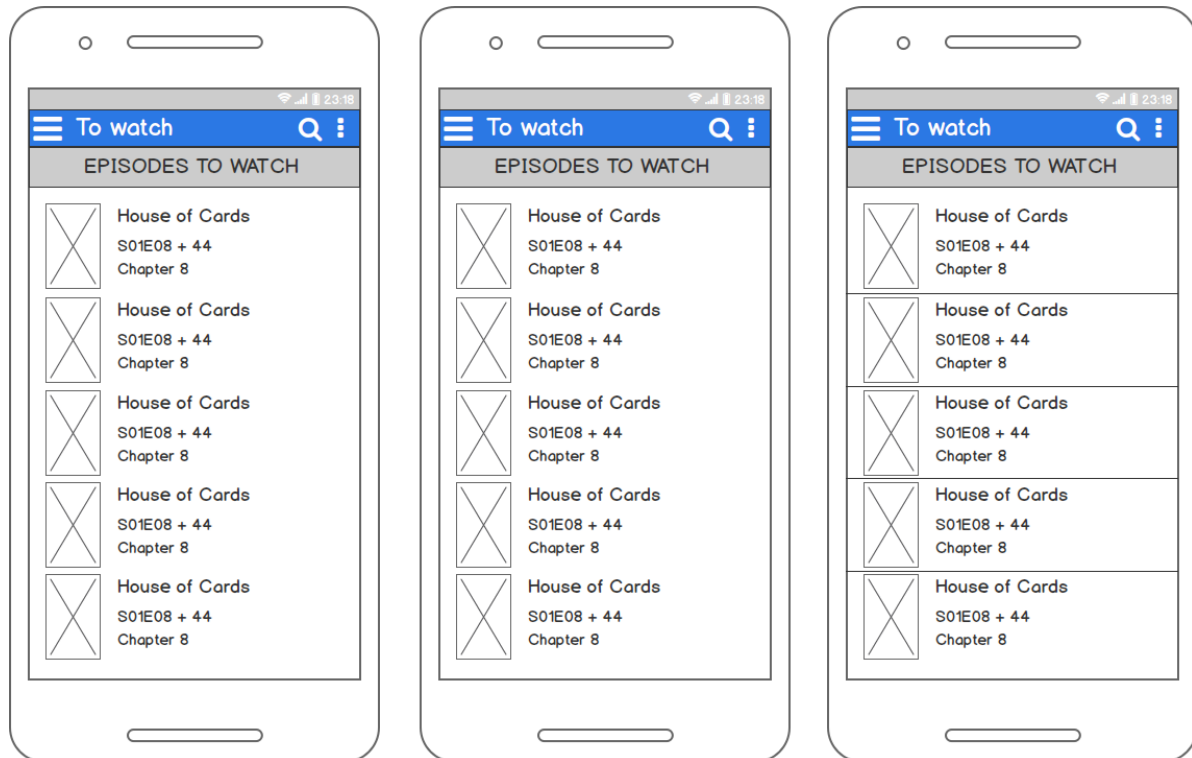 23:18
To watch
EPISODES TO WATCH
House of Cards
S01E08 + 44
Chapter 8
House of Cards
S01E08 + 44
Chapter 8
House of Cards
S01E08 + 44
Chapter 8
House of Cards
S01E08 + 44
Chapter 8
House of Cards
S01E08 + 44
Chapter 8
23:18
To watch
EPISODES TO WATCH
House of Cards
S01E08 + 44
Chapter 8
House of Cards
S01E08 + 44
Chapter 8
House of Cards
S01E08 + 44
Chapter 8
House of Cards
S01E08 + 44
Chapter 8
House of Cards
S01E08 + 44
Chapter 8
23:18
To watch
EPISODES TO WATCH
House of Cards
S01E08 + 44
Chapter 8
House of Cards
S01E08 + 44
Chapter 8
House of Cards
S01E08 + 44
Chapter 8
House of Cards
S01E08 + 44
Chapter 8
House of Cards
S01E08 + 44
Chapter 8